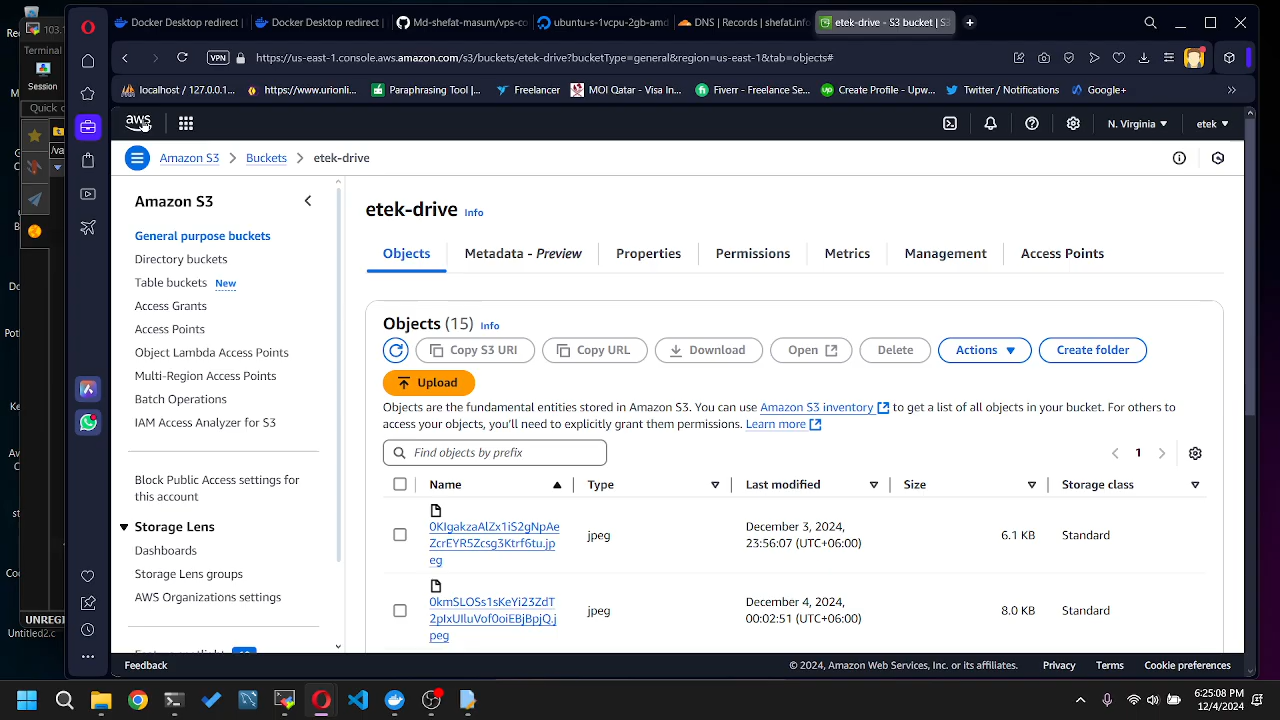 Docker Desktop redirect
Docker Desktop redirect
Md-shefat-masum/vps-co
ubuntu-s-1vcpu-2gb-amd
DNS | Records | shefat.info
etek-drive - S3 bucket | S3
103.1
Terminal
Session
Quick c
VPN
https://us-east-1.console.aws.amazon.com/s3/buckets/etek-drive?bucketType=general&region=us-east-1&tab=objects#
localhost / 127.0.0.1...
https://www.urionli...
Paraphrasing Tool |...
Freelancer
MOI Qatar - Visa In...
Fiverr - Freelance Se...
Create Profile - Upw...
Twitter / Notifications
Google+
aws
N. Virginia
etek
Amazon S3
Buckets
etek-drive
Amazon S3
General purpose buckets
Directory buckets
Table buckets New
Access Grants
Access Points
Object Lambda Access Points
Multi-Region Access Points
Batch Operations
IAM Access Analyzer for S3
Block Public Access settings for
this account
Storage Lens
Dashboards
Storage Lens groups
AWS Organizations settings
etek-drive Info
Objects
Metadata - Preview
Properties
Permissions
Metrics
Management
Access Points
Objects (15) Info
Copy S3 URI
Copy URL
Download
Open
Delete
Actions
Create folder
Upload
Objects are the fundamental entities stored in Amazon S3. You can use Amazon S3 inventory to get a list of all objects in your bucket. For others to
access your objects, you'll need to explicitly grant them permissions. Learn more
Find objects by prefix
1
Name
Type
Last modified
Size
Storage class
0KIgakzaAlZx1iS2gNpAe
ZcrEYR5Zcsg3Ktrf6tu.jp
eg
jpeg
December 3, 2024,
23:56:07 (UTC+06:00)
6.1 KB
Standard
0kmSLOSs1sKeYi23ZdT
2pIxUIluVof0oiEBjBpjQ.j
peg
jpeg
December 4, 2024,
00:02:51 (UTC+06:00)
8.0 KB
Standard
UNREGI
Untitled2.c
Feedback
© 2024, Amazon Web Services, Inc. or its affiliates.
Privacy
Terms
Cookie preferences
6:25:08 PM
12/4/2024